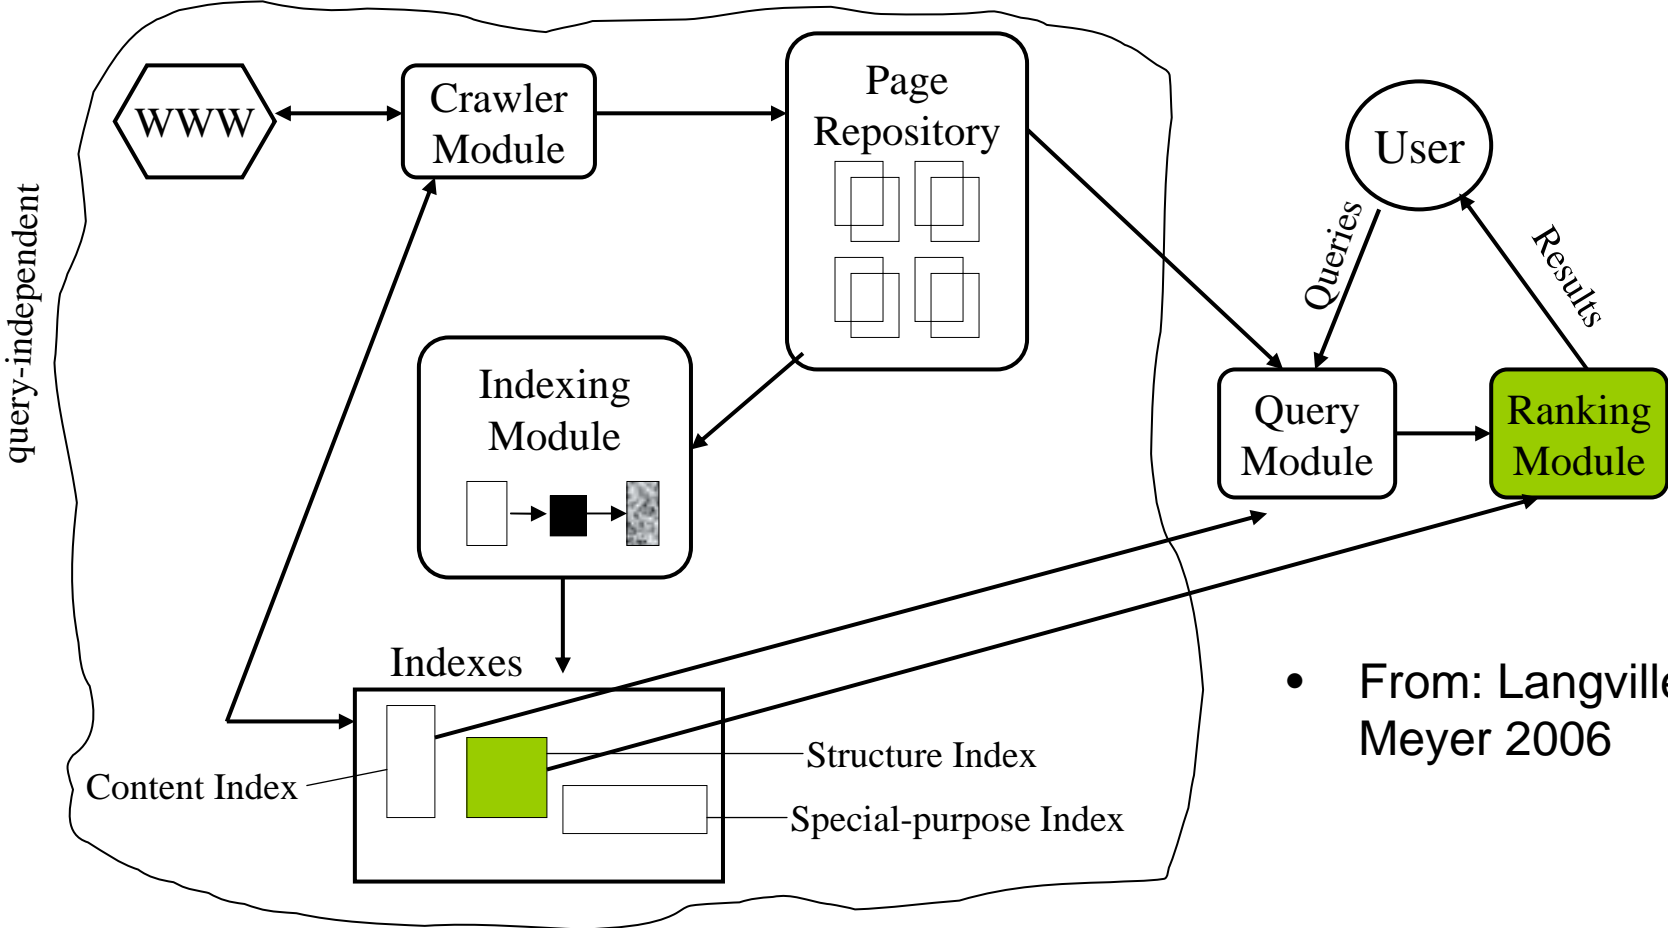 query-independent
WWW
Crawler
Module
Page
Repository
User
Queries
Results
Indexing
Module
Query
Module
Ranking
Module
Indexes
Content Index
Structure Index
Special-purpose Index
• From: Langville
Meyer 2006